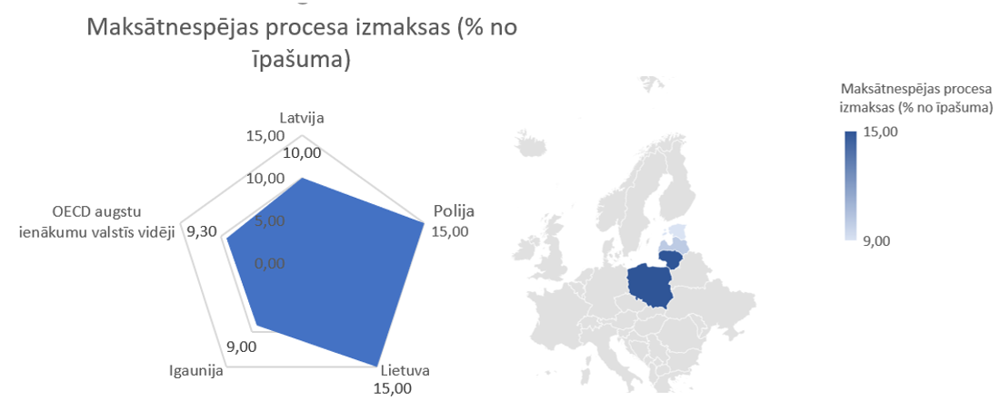 Maksātnespējas procesa izmaksas (% no
īpašuma)
Latvija
15,00
10,00
10,00
5,00
0,00
Polija
15,00
OECD augstu
ienākumu valstīs vidēji
9,30
9,00
Igaunija
Lietuva
15,00
Maksātnespējas procesa
izmaksas (% no īpašuma)
15,00
9,00